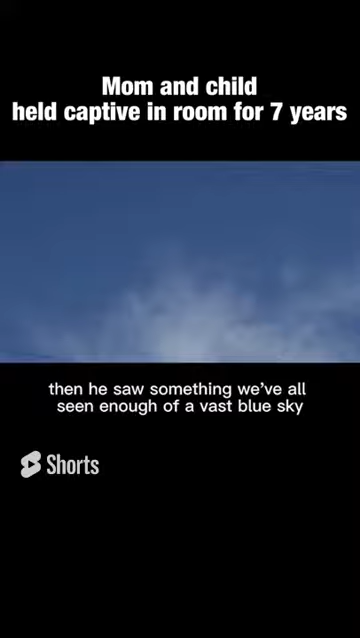 Mom and child
held captive in room for 7 years
then he saw something we've all
seen enough of a vast blue sky
Shorts